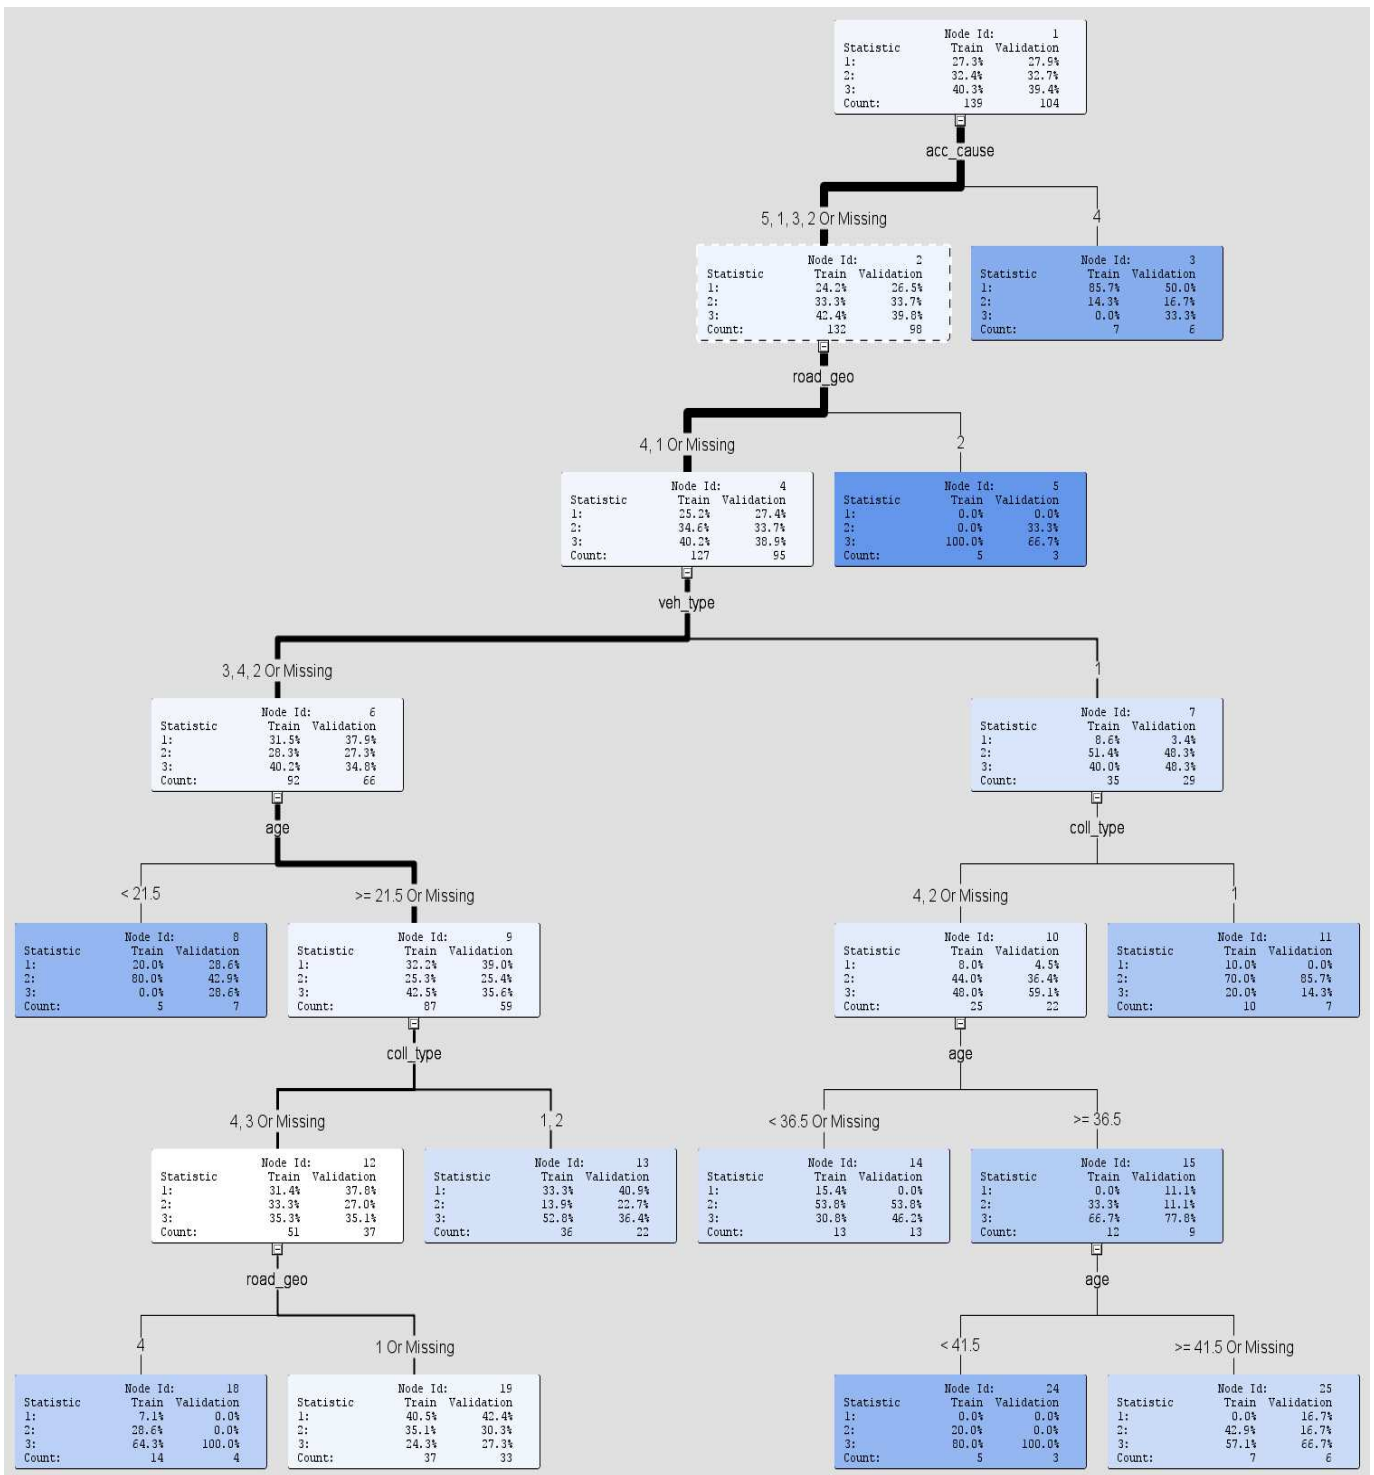 Node Id: 1
Statistic Train Validation
1: 27.3% 27.9%
2: 32.4% 32.7%
3: 40.3% 39.4%
Count: 139 104
acc_cause
5, 1, 3, 2 Or Missing
4
Node Id: 2
Statistic Train Validation
1: 24.2% 26.5%
2: 33.3% 33.7%
3: 42.4% 39.8%
Count: 132 98
Node Id: 3
Statistic Train Validation
1: 85.7% 50.0%
2: 14.3% 16.7%
3: 0.0% 33.3%
Count: 7 6
road_geo
4, 1 Or Missing
2
Node Id: 4
Statistic Train Validation
1: 25.2% 27.4%
2: 34.6% 33.7%
3: 40.2% 38.9%
Count: 127 95
Node Id: 5
Statistic Train Validation
1: 0.0% 0.0%
2: 0.0% 33.3%
3: 100.0% 66.7%
Count: 5 3
veh_type
3, 4, 2 Or Missing
1
Node Id: 6
Statistic Train Validation
1: 31.5% 37.9%
2: 28.3% 27.3%
3: 40.2% 34.8%
Count: 92 66
Node Id: 7
Statistic Train Validation
1: 8.6% 3.4%
2: 51.4% 48.3%
3: 40.0% 48.3%
Count: 35 29
age
coll_type
< 21.5
>= 21.5 Or Missing
4, 2 Or Missing
1
Node Id: 8
Statistic Train Validation
1: 20.0% 28.6%
2: 80.0% 42.9%
3: 0.0% 28.6%
Count: 5 7
Node Id: 9
Statistic Train Validation
1: 32.2% 39.0%
2: 25.3% 25.4%
3: 42.5% 35.6%
Count: 87 59
Node Id: 10
Statistic Train Validation
1: 8.0% 4.5%
2: 44.0% 36.4%
3: 48.0% 59.1%
Count: 25 22
Node Id: 11
Statistic Train Validation
1: 10.0% 0.0%
2: 70.0% 85.7%
3: 20.0% 14.3%
Count: 10 7
coll_type
age
4, 3 Or Missing
1, 2
< 36.5 Or Missing
>= 36.5
Node Id: 12
Statistic Train Validation
1: 31.4% 37.8%
2: 33.3% 27.0%
3: 35.3% 35.1%
Count: 51 37
Node Id: 13
Statistic Train Validation
1: 33.3% 40.9%
2: 13.9% 22.7%
3: 52.8% 36.4%
Count: 36 22
Node Id: 14
Statistic Train Validation
1: 15.4% 0.0%
2: 53.8% 53.8%
3: 30.8% 46.2%
Count: 13 13
Node Id: 15
Statistic Train Validation
1: 0.0% 11.1%
2: 33.3% 11.1%
3: 66.7% 77.8%
Count: 12 9
road_geo
age
4
1 Or Missing
< 41.5
>= 41.5 Or Missing
Node Id: 18
Statistic Train Validation
1: 7.1% 0.0%
2: 28.6% 0.0%
3: 64.3% 100.0%
Count: 14 4
Node Id: 19
Statistic Train Validation
1: 40.5% 42.4%
2: 35.1% 30.3%
3: 24.3% 27.3%
Count: 37 33
Node Id: 24
Statistic Train Validation
1: 0.0% 0.0%
2: 20.0% 0.0%
3: 80.0% 100.0%
Count: 5 3
Node Id: 25
Statistic Train Validation
1: 0.0% 16.7%
2: 42.9% 16.7%
3: 57.1% 66.7%
Count: 7 6